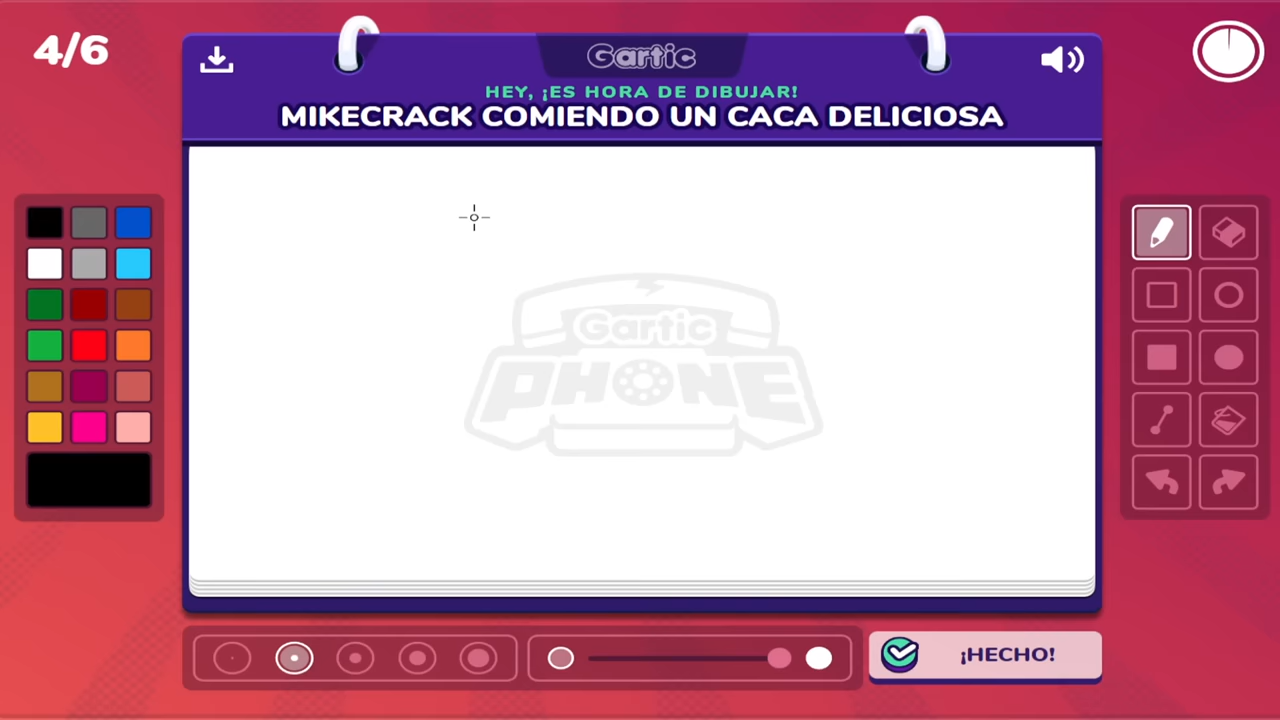 4/6
Gartic
HEY, ¡ES HORA DE DIBUJAR!
MIKECRACK COMIENDO UN CACA DELICIOSA
Gartic
PHONE
¡HECHO!